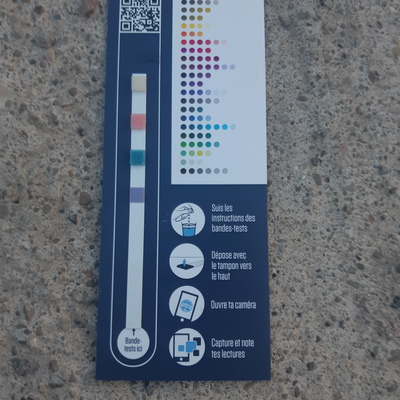 Suis les
instructions des
bandes-tests
Dépose avec
le tampon vers
le haut
Ouvre ta caméra
Capture et note
tes lectures
Bande-
tests ici